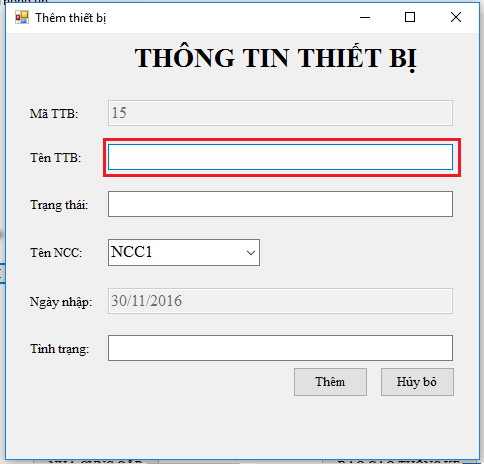 Thêm thiết bị
THÔNG TIN THIẾT BỊ
Mã TTB: 15
Tên TTB:
Trạng thái:
Tên NCC: NCC1
Ngày nhập: 30/11/2016
Tình trạng:
Thêm Hủy bỏ